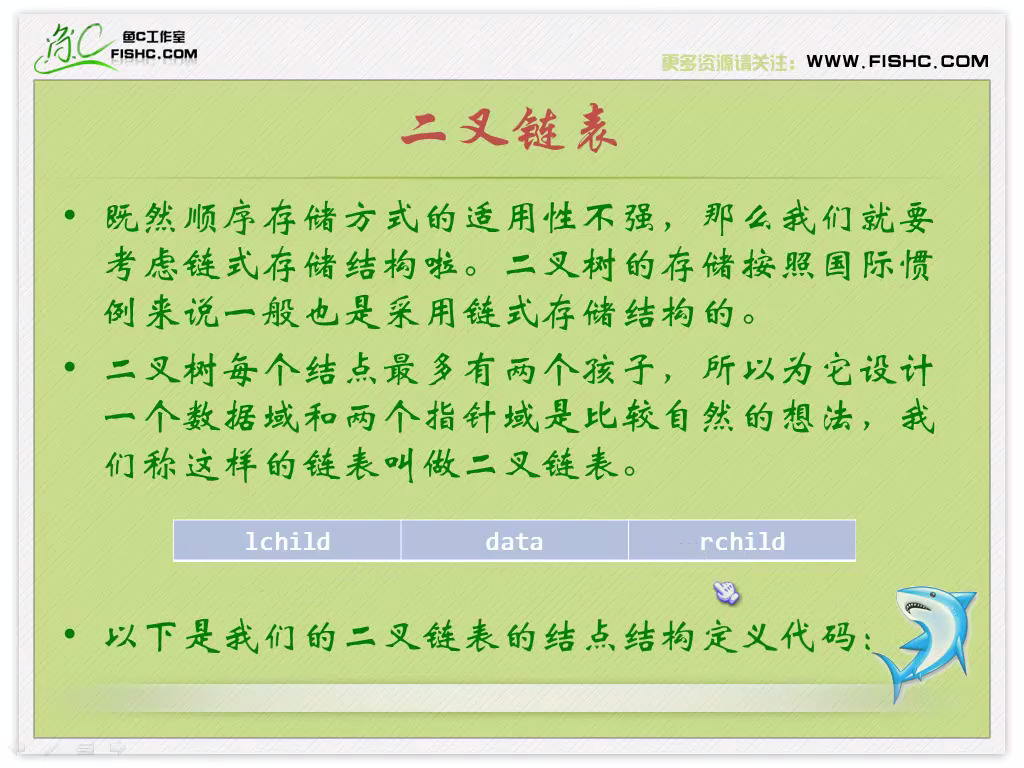 鱼C
鱼C工作室
FISHC.COM
更多资源请关注：WWW.FISHC.COM
二叉链表
• 既然顺序存储方式的适用性不强，那么我们就要
考虑链式存储结构啦。二叉树的存储按照国际惯
例来说一般也是采用链式存储结构的。
• 二叉树每个结点最多有两个孩子，所以为它设计
一个数据域和两个指针域是比较自然的想法，我
们称这样的链表叫做二叉链表。
lchild data rchild
• 以下是我们的二叉链表的结点结构定义代码：